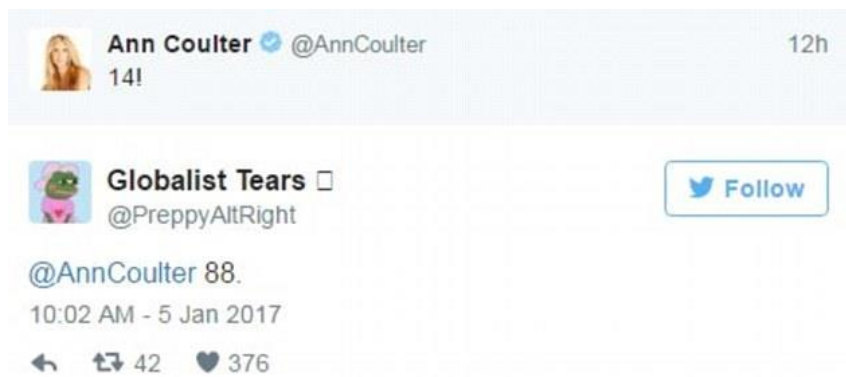 Ann Coulter @AnnCoulter 12h
14!
Globalist Tears
@PreppyAltRight
Follow
@AnnCoulter 88.
10:02 AM - 5 Jan 2017
42 376